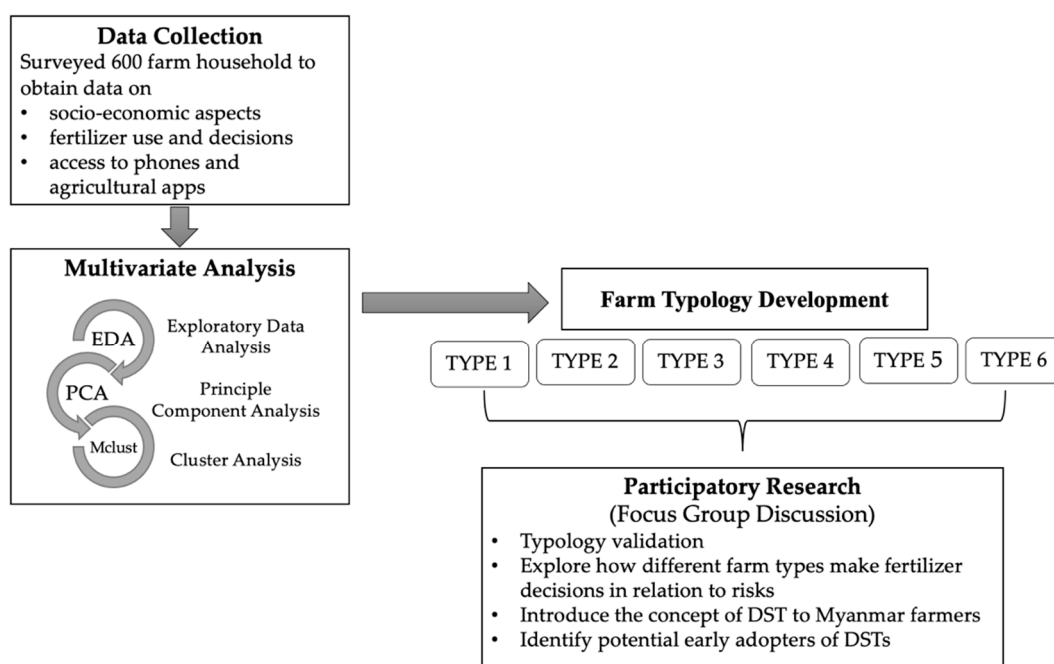 Data Collection
Surveyed 600 farm household to
obtain data on
• socio-economic aspects
• fertilizer use and decisions
• access to phones and
agricultural apps
Multivariate Analysis
EDA
Exploratory Data
Analysis
PCA
Principle
Component Analysis
Mclust
Cluster Analysis
Farm Typology Development
TYPE 1
TYPE 2
TYPE 3
TYPE 4
TYPE 5
TYPE 6
Participatory Research
(Focus Group Discussion)
• Typology validation
• Explore how different farm types make fertilizer
decisions in relation to risks
• Introduce the concept of DST to Myanmar farmers
• Identify potential early adopters of DSTs